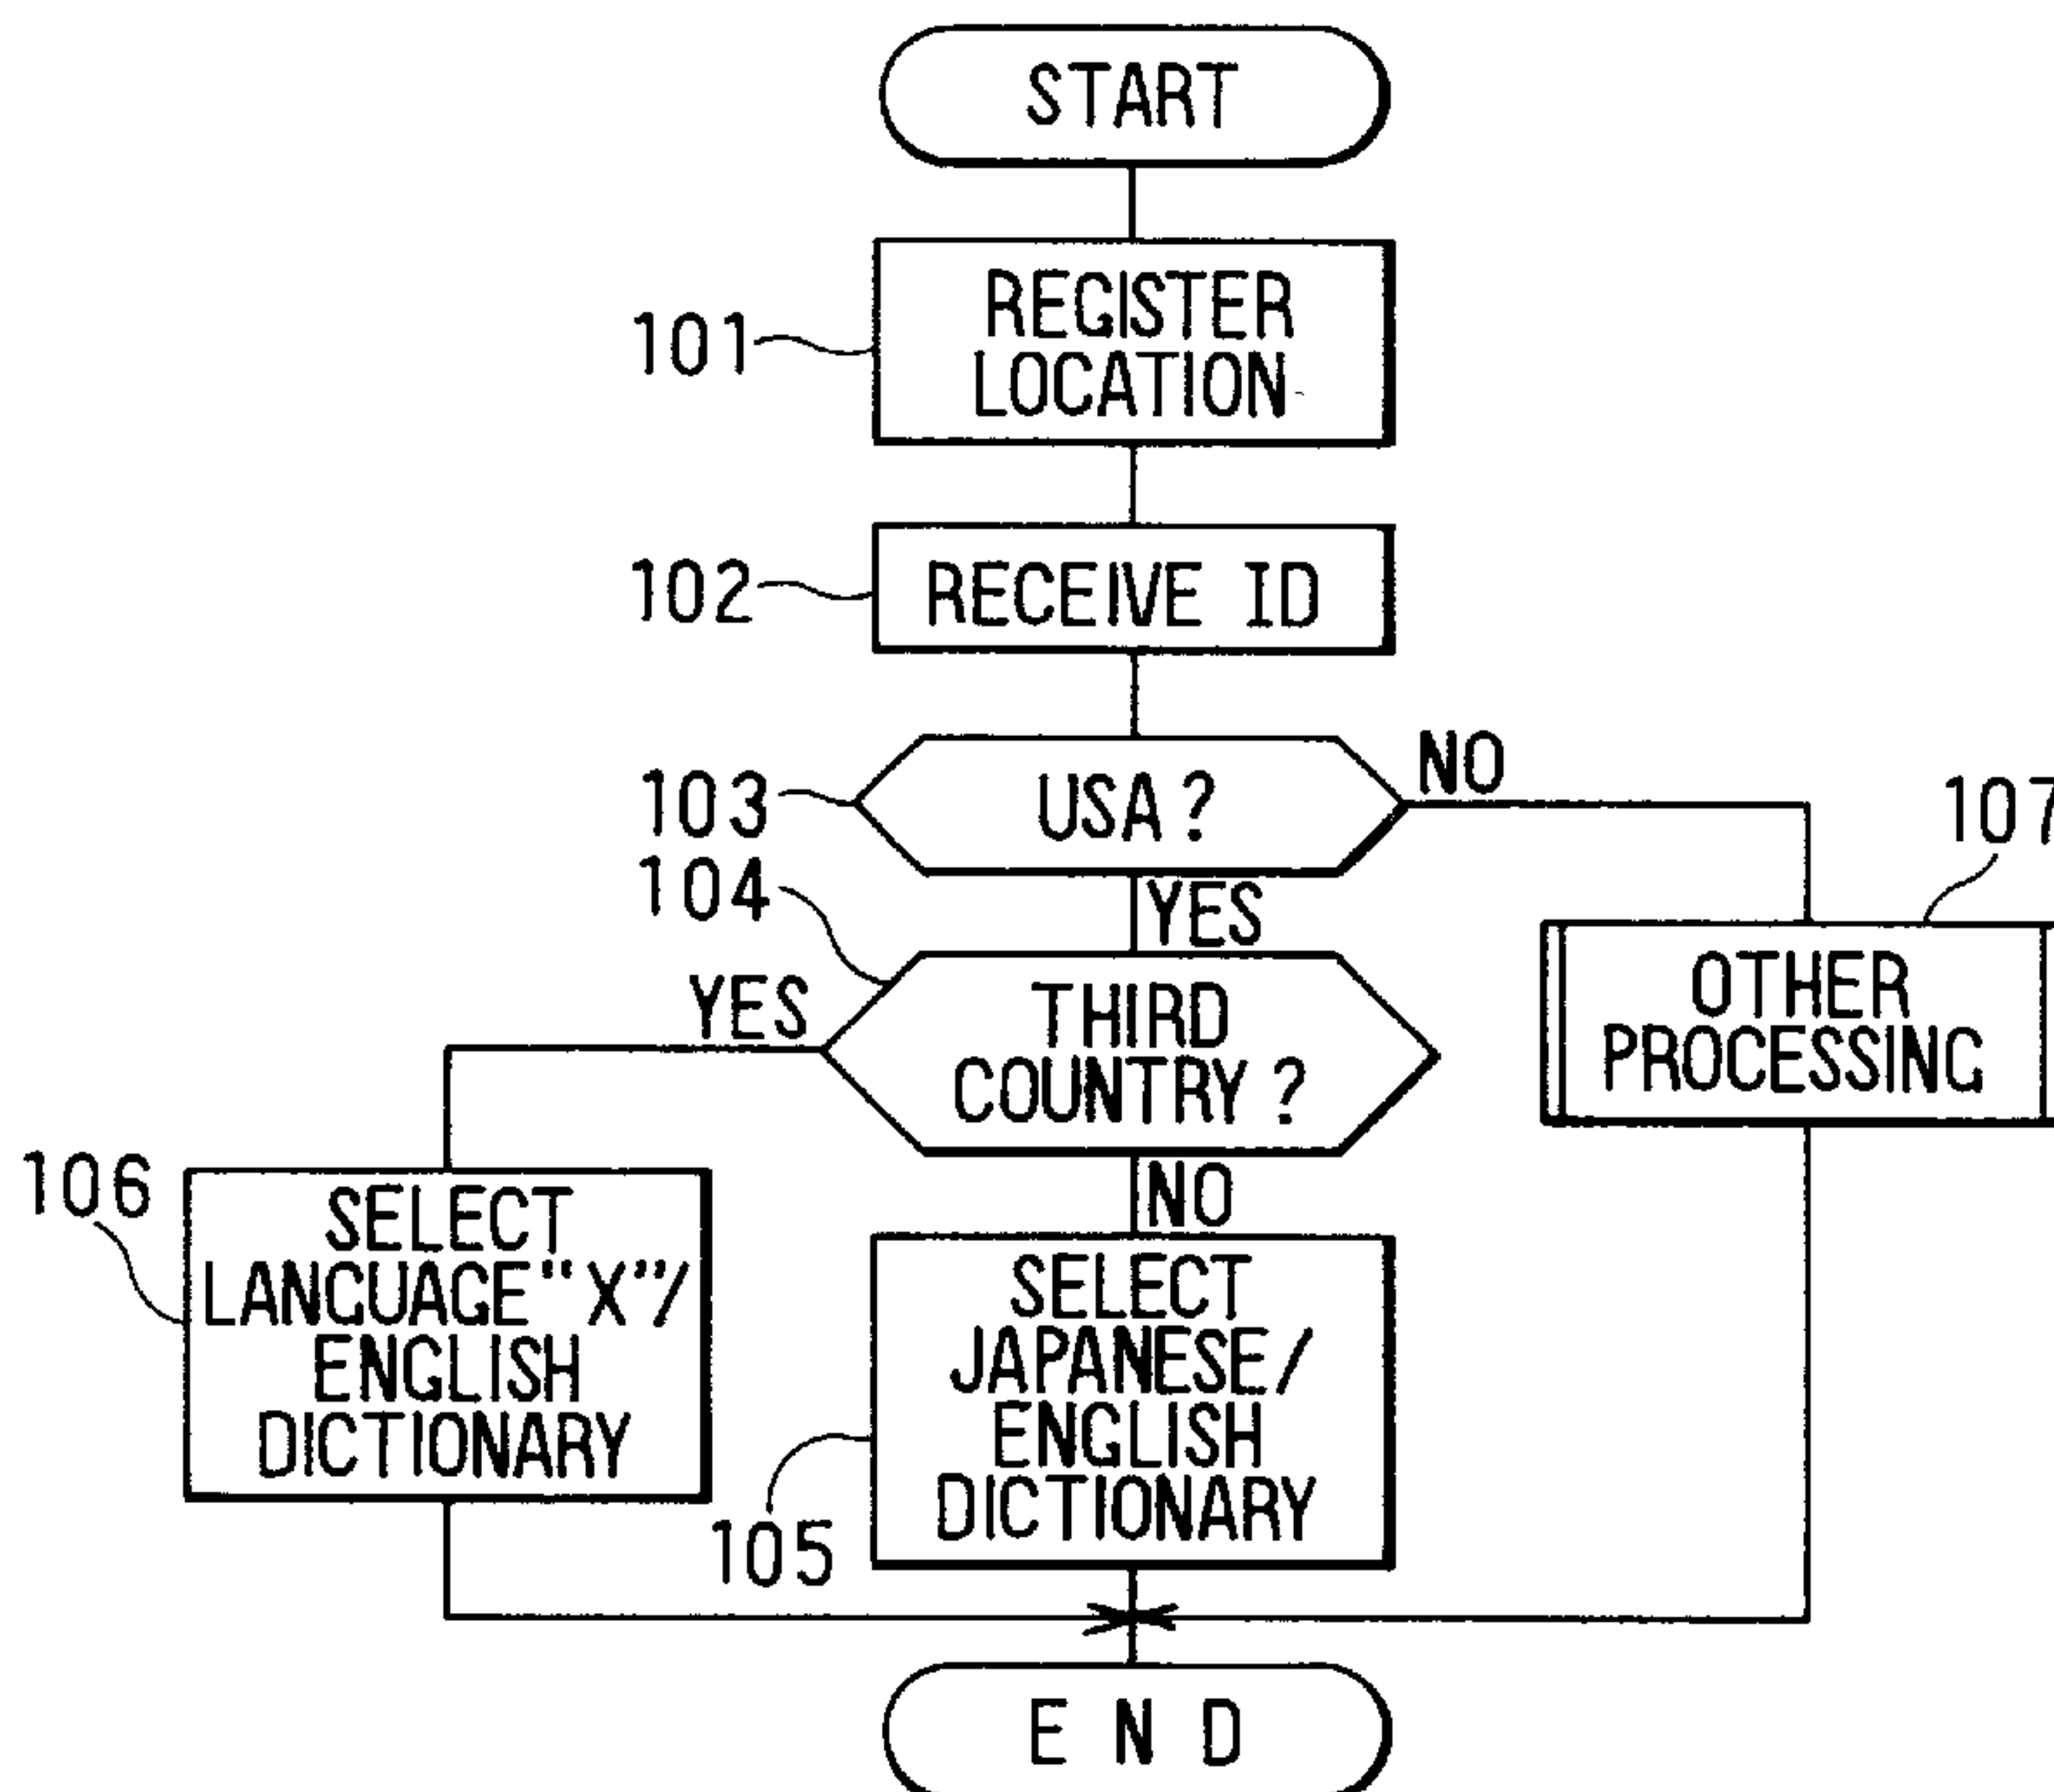 START
101
REGISTER
LOCATION
102
RECEIVE ID
103
USA?
NO
107
104
YES
YES
THIRD
COUNTRY?
OTHER
PROCESSING
106
SELECT
LANGUAGE"X"/
ENGLISH
DICTIONARY
NO
SELECT
JAPANESE/
ENGLISH
DICTIONARY
105
END